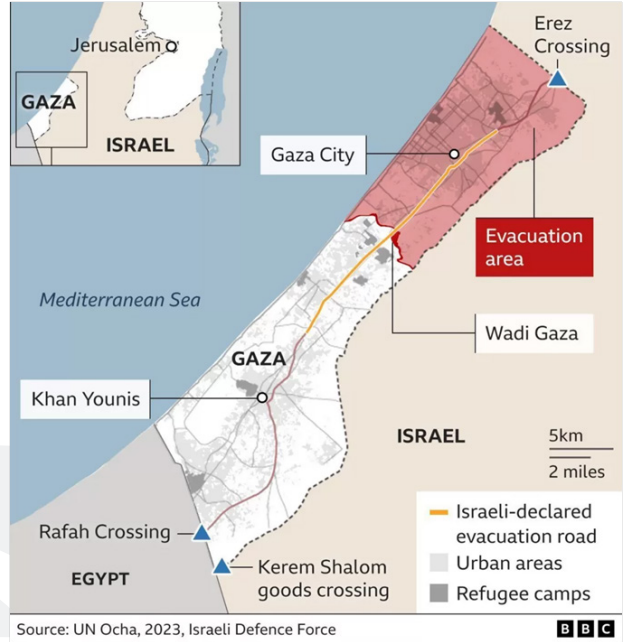 Jerusalem
GAZA
ISRAEL
Erez
Crossing
Gaza City
Evacuation
area
Mediterranean Sea
Wadi Gaza
GAZA
Khan Younis
ISRAEL
5km
2 miles
Rafah Crossing
EGYPT
Kerem Shalom
goods crossing
Israeli-declared
evacuation road
Urban areas
Refugee camps
Source: UN Ocha, 2023, Israeli Defence Force
BBC